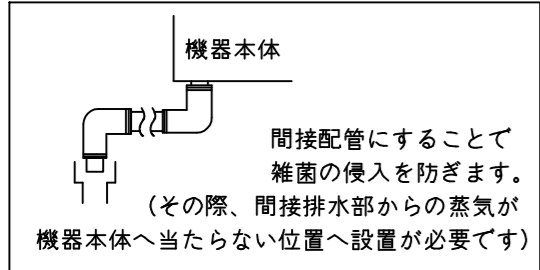 機器本体
間接配管にすることで
雑菌の侵入を防ぎます。
(その際、間接排水部からの蒸気が
機器本体へ当たらない位置へ設置が必要です)